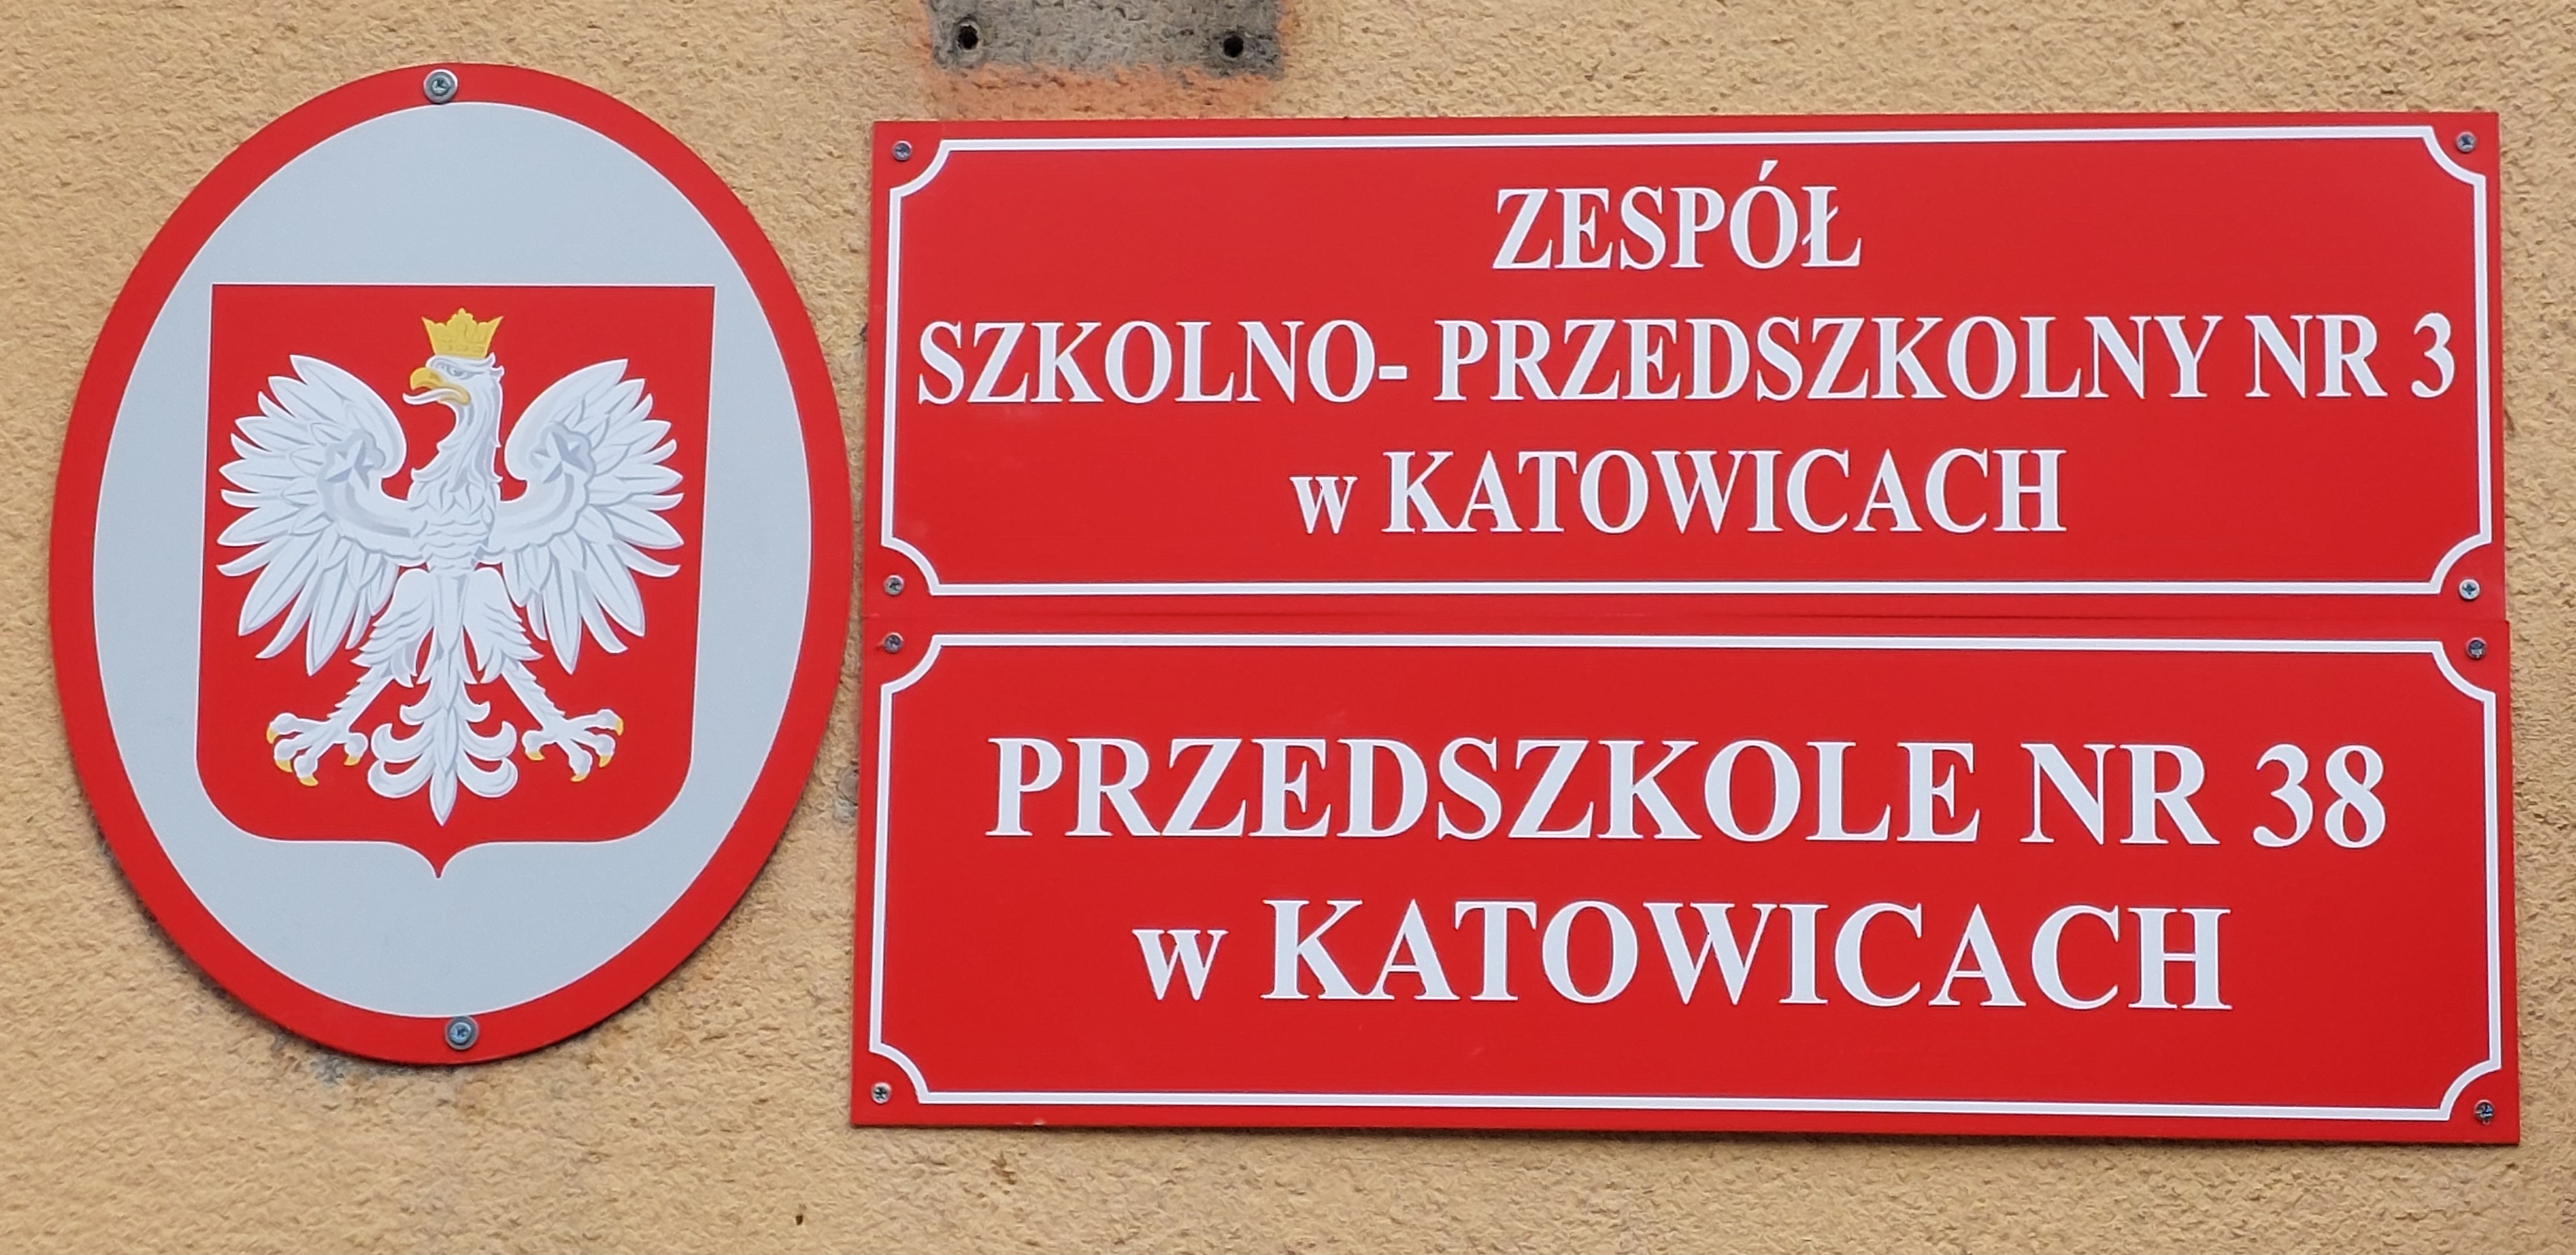 ZESPÓŁ
SZKOLNO- PRZEDSZKOLNY NR 3
w KATOWICACH
PRZEDSZKOLE NR 38
w KATOWICACH